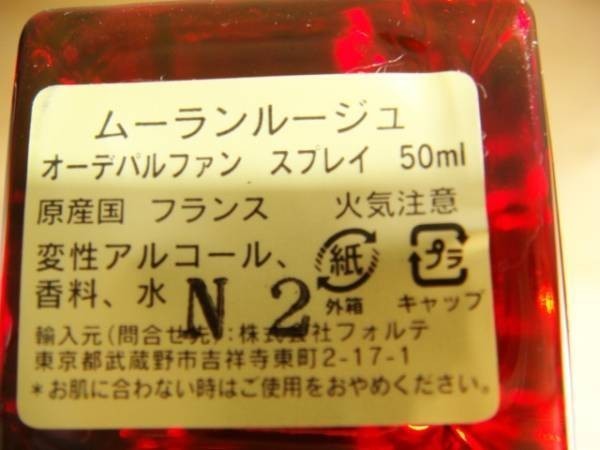 ムーランルージュ
オーデパルファン スプレイ 50ml
原産国 フランス 火気注意
変性アルコール、
香料、水
紙
外箱
プラ
キャップ
N 2
輸入元(問合せ先):株式会社フォルテ
東京都武蔵野市吉祥寺東町2-17-1
*お肌に合わない時はご使用をおやめください。